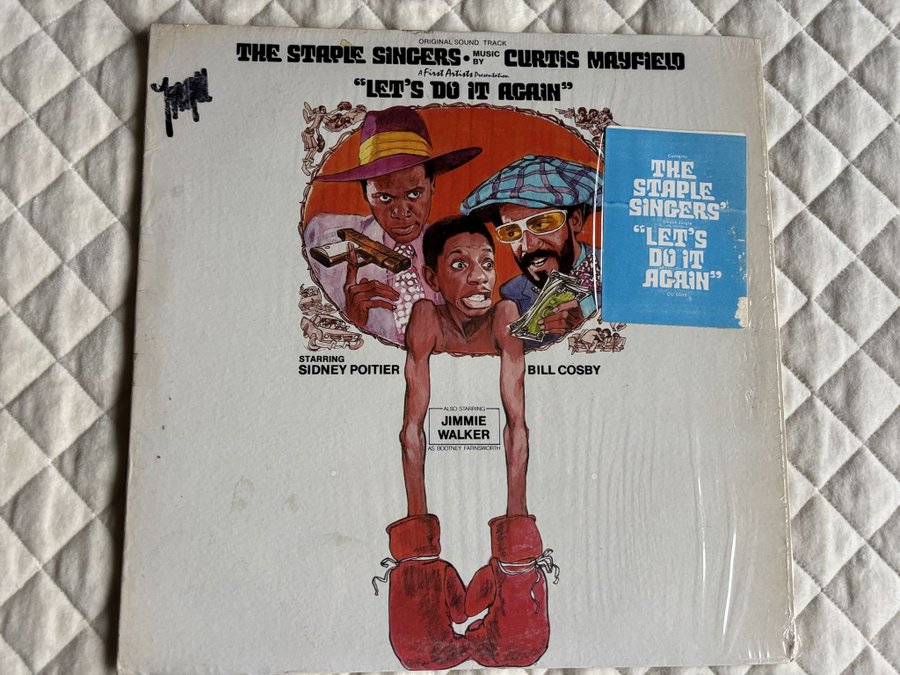 ORIGINAL SOUND TRACK
THE STAPLE SINGERS • MUSIC BY CURTIS MAYFIELD
A First Artists Presentation
"LET'S DO IT AGAIN"
Contains
THE
STAPLE
SINGERS'
"LET'S
DO IT
AGAIN"
STARRING
SIDNEY POITIER
BILL COSBY
ALSO STARRING
JIMMIE
WALKER
AS BOOTNEY FARNSWORTH